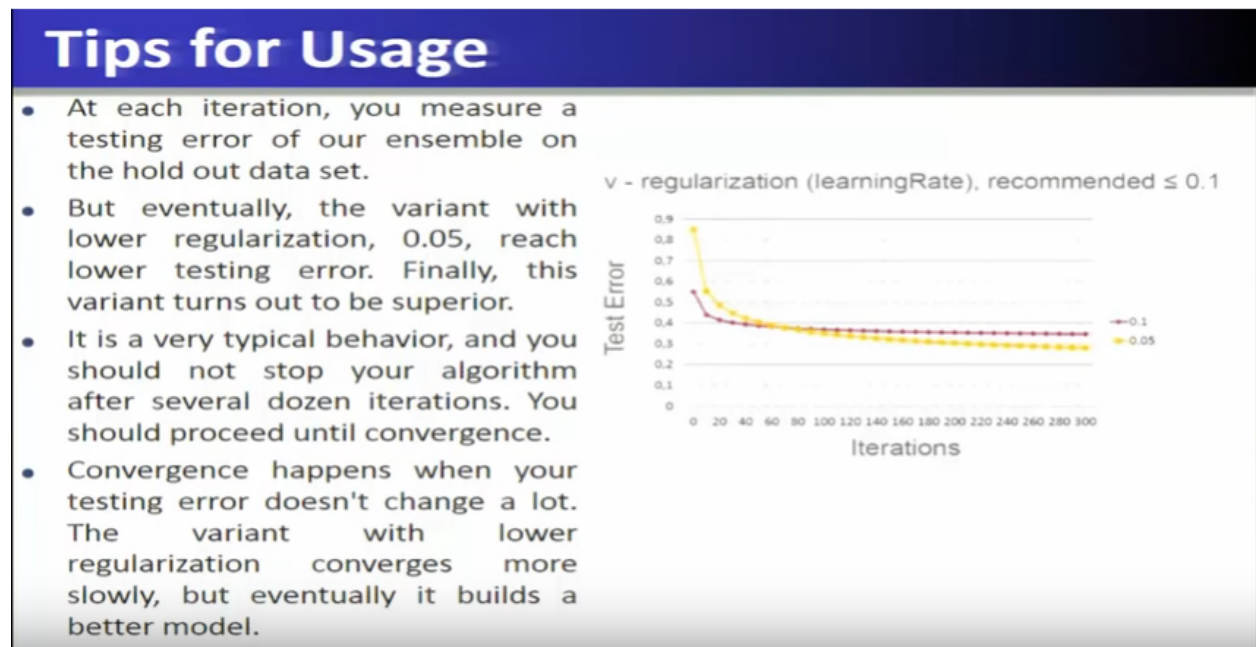 Tips for Usage
• At each iteration, you measure a
testing error of our ensemble on
the hold out data set.
• But eventually, the variant with
lower regularization, 0.05, reach
lower testing error. Finally, this
variant turns out to be superior.
• It is a very typical behavior, and you
should not stop your algorithm
after several dozen iterations. You
should proceed until convergence.
• Convergence happens when your
testing error doesn't change a lot.
The variant with lower
regularization converges more
slowly, but eventually it builds a
better model.
v - regularization (learningRate), recommended ≤ 0.1
Test Error
0,9
0,8
0,7
0,6
0,5
0,4
0,3
0,2
0,1
0
0 20 40 60 80 100 120 140 160 180 200 220 240 260 280 300
Iterations
0.1
0.05